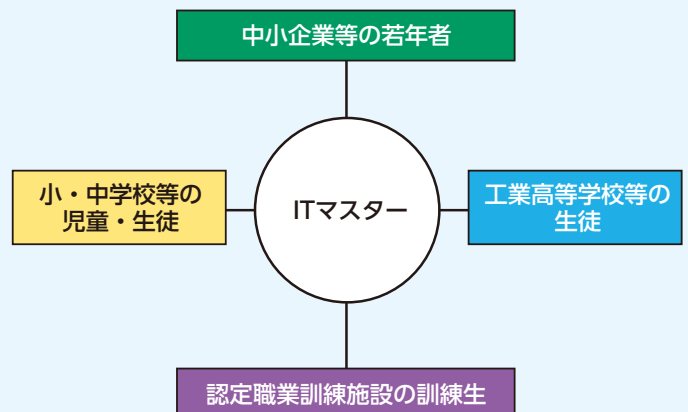 中小企業等の若年者
小・中学校等の
児童・生徒
ITマスター
工業高等学校等の
生徒
認定職業訓練施設の訓練生